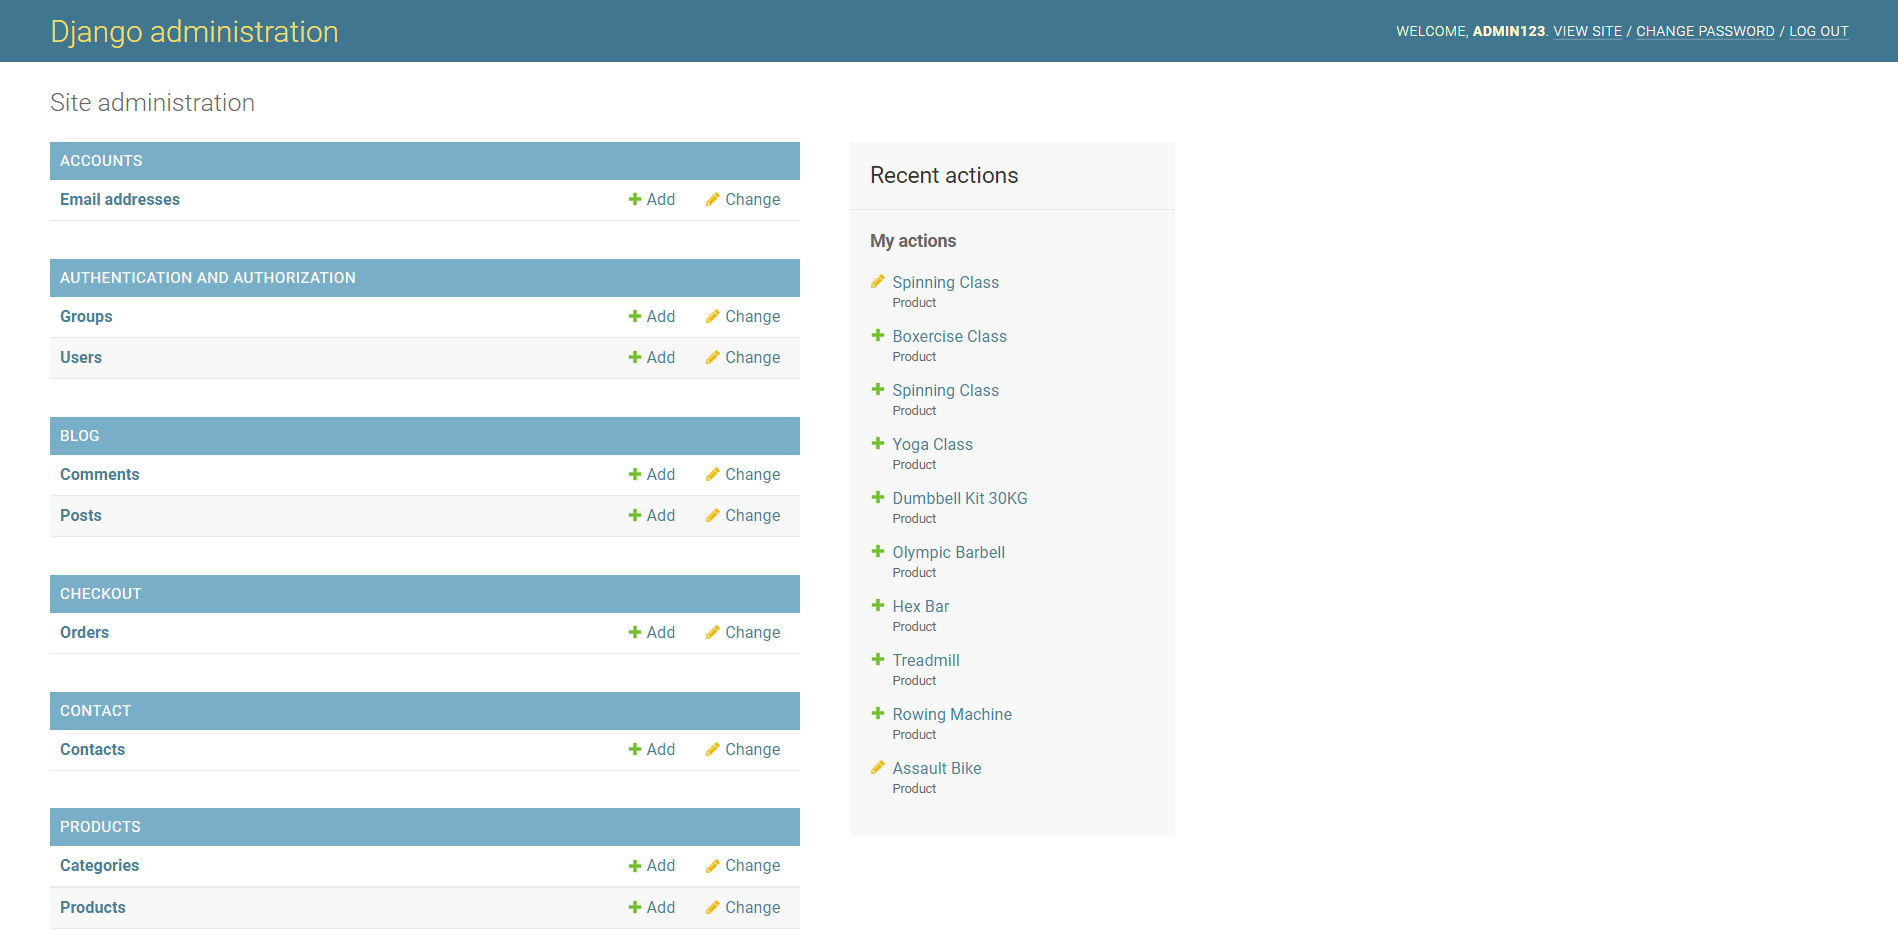 Django administration
WELCOME, ADMIN123. VIEW SITE / CHANGE PASSWORD / LOG OUT
Site administration
ACCOUNTS
Email addresses Add Change
AUTHENTICATION AND AUTHORIZATION
Groups Add Change
Users Add Change
BLOG
Comments Add Change
Posts Add Change
CHECKOUT
Orders Add Change
CONTACT
Contacts Add Change
PRODUCTS
Categories Add Change
Products Add Change
Recent actions
My actions
Spinning Class
Product
Boxercise Class
Product
Spinning Class
Product
Yoga Class
Product
Dumbbell Kit 30KG
Product
Olympic Barbell
Product
Hex Bar
Product
Treadmill
Product
Rowing Machine
Product
Assault Bike
Product